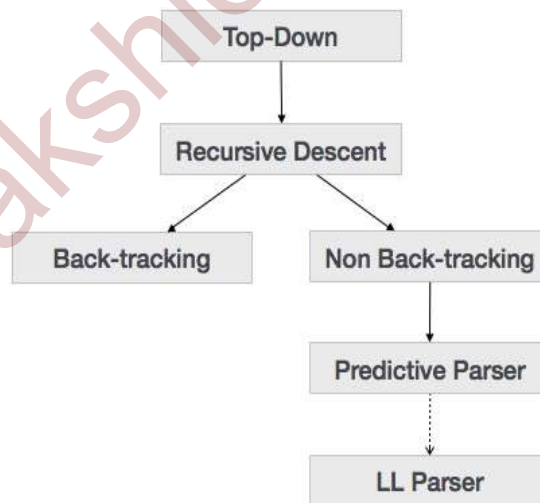 Top-Down
Recursive Descent
Back-tracking
Non Back-tracking
Predictive Parser
LL Parser